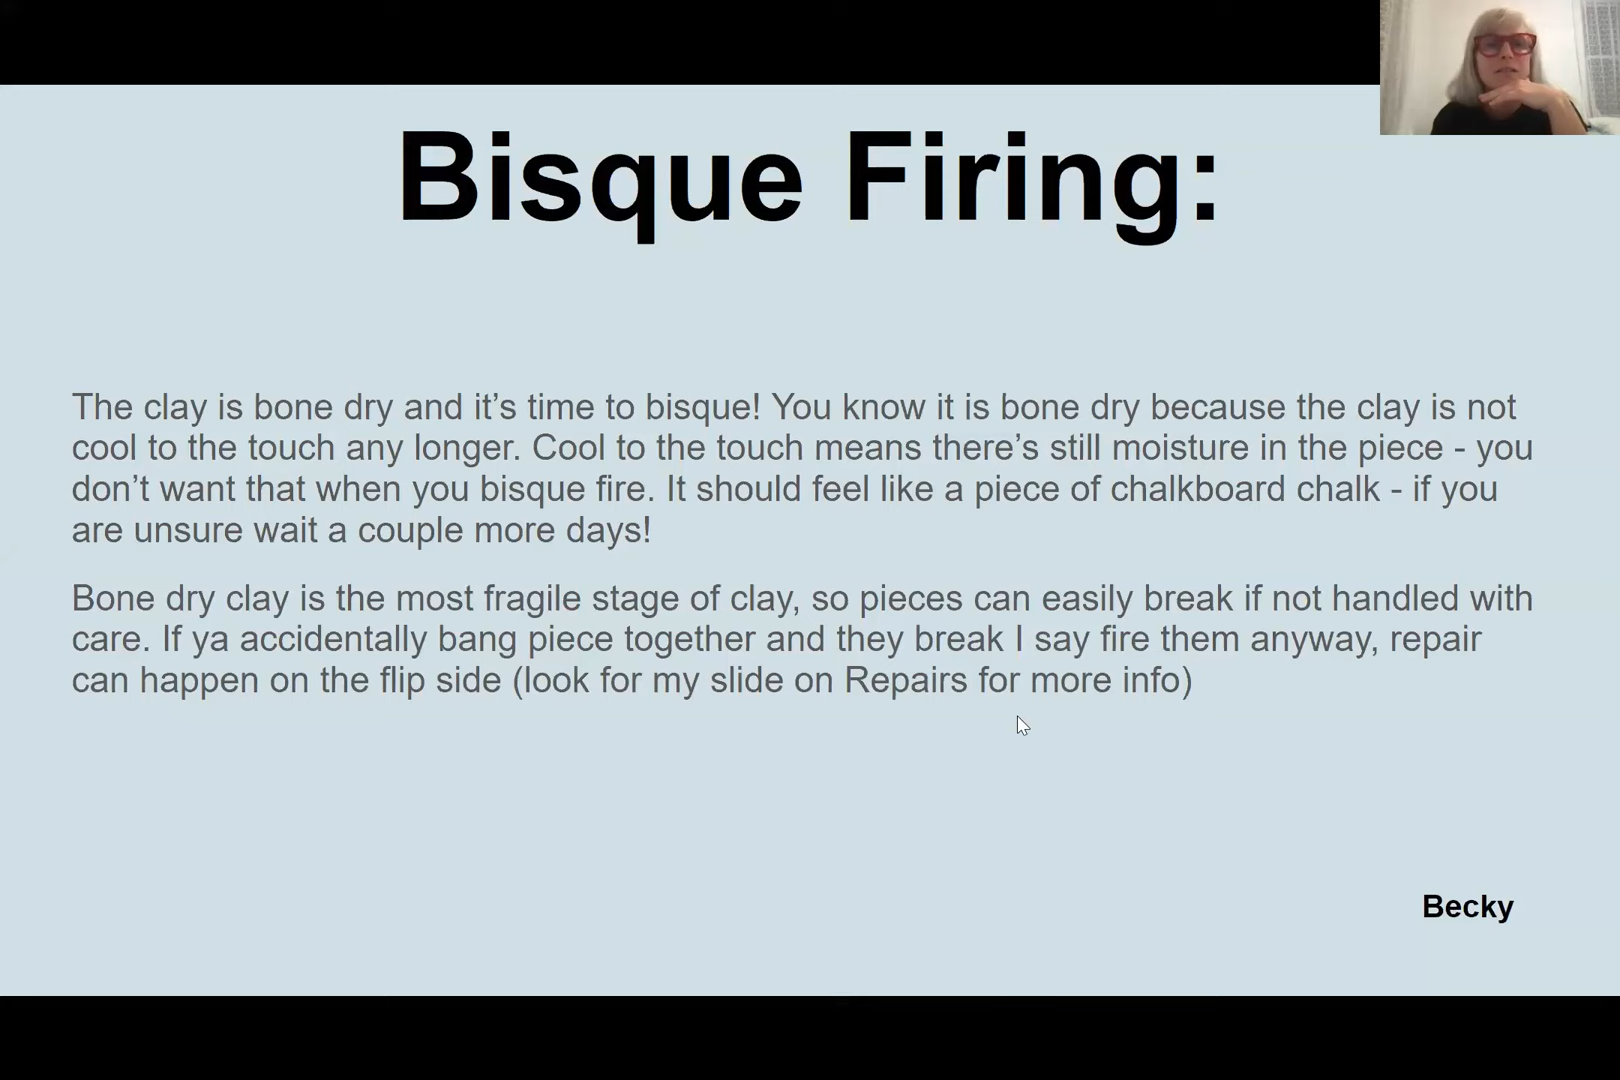 Bisque Firing:
The clay is bone dry and it’s time to bisque! You know it is bone dry because the clay is not
cool to the touch any longer. Cool to the touch means there’s still moisture in the piece - you
don’t want that when you bisque fire. It should feel like a piece of chalkboard chalk - if you
are unsure wait a couple more days!
Bone dry clay is the most fragile stage of clay, so pieces can easily break if not handled with
care. If ya accidentally bang piece together and they break I say fire them anyway, repair
can happen on the flip side (look for my slide on Repairs for more info)
Becky